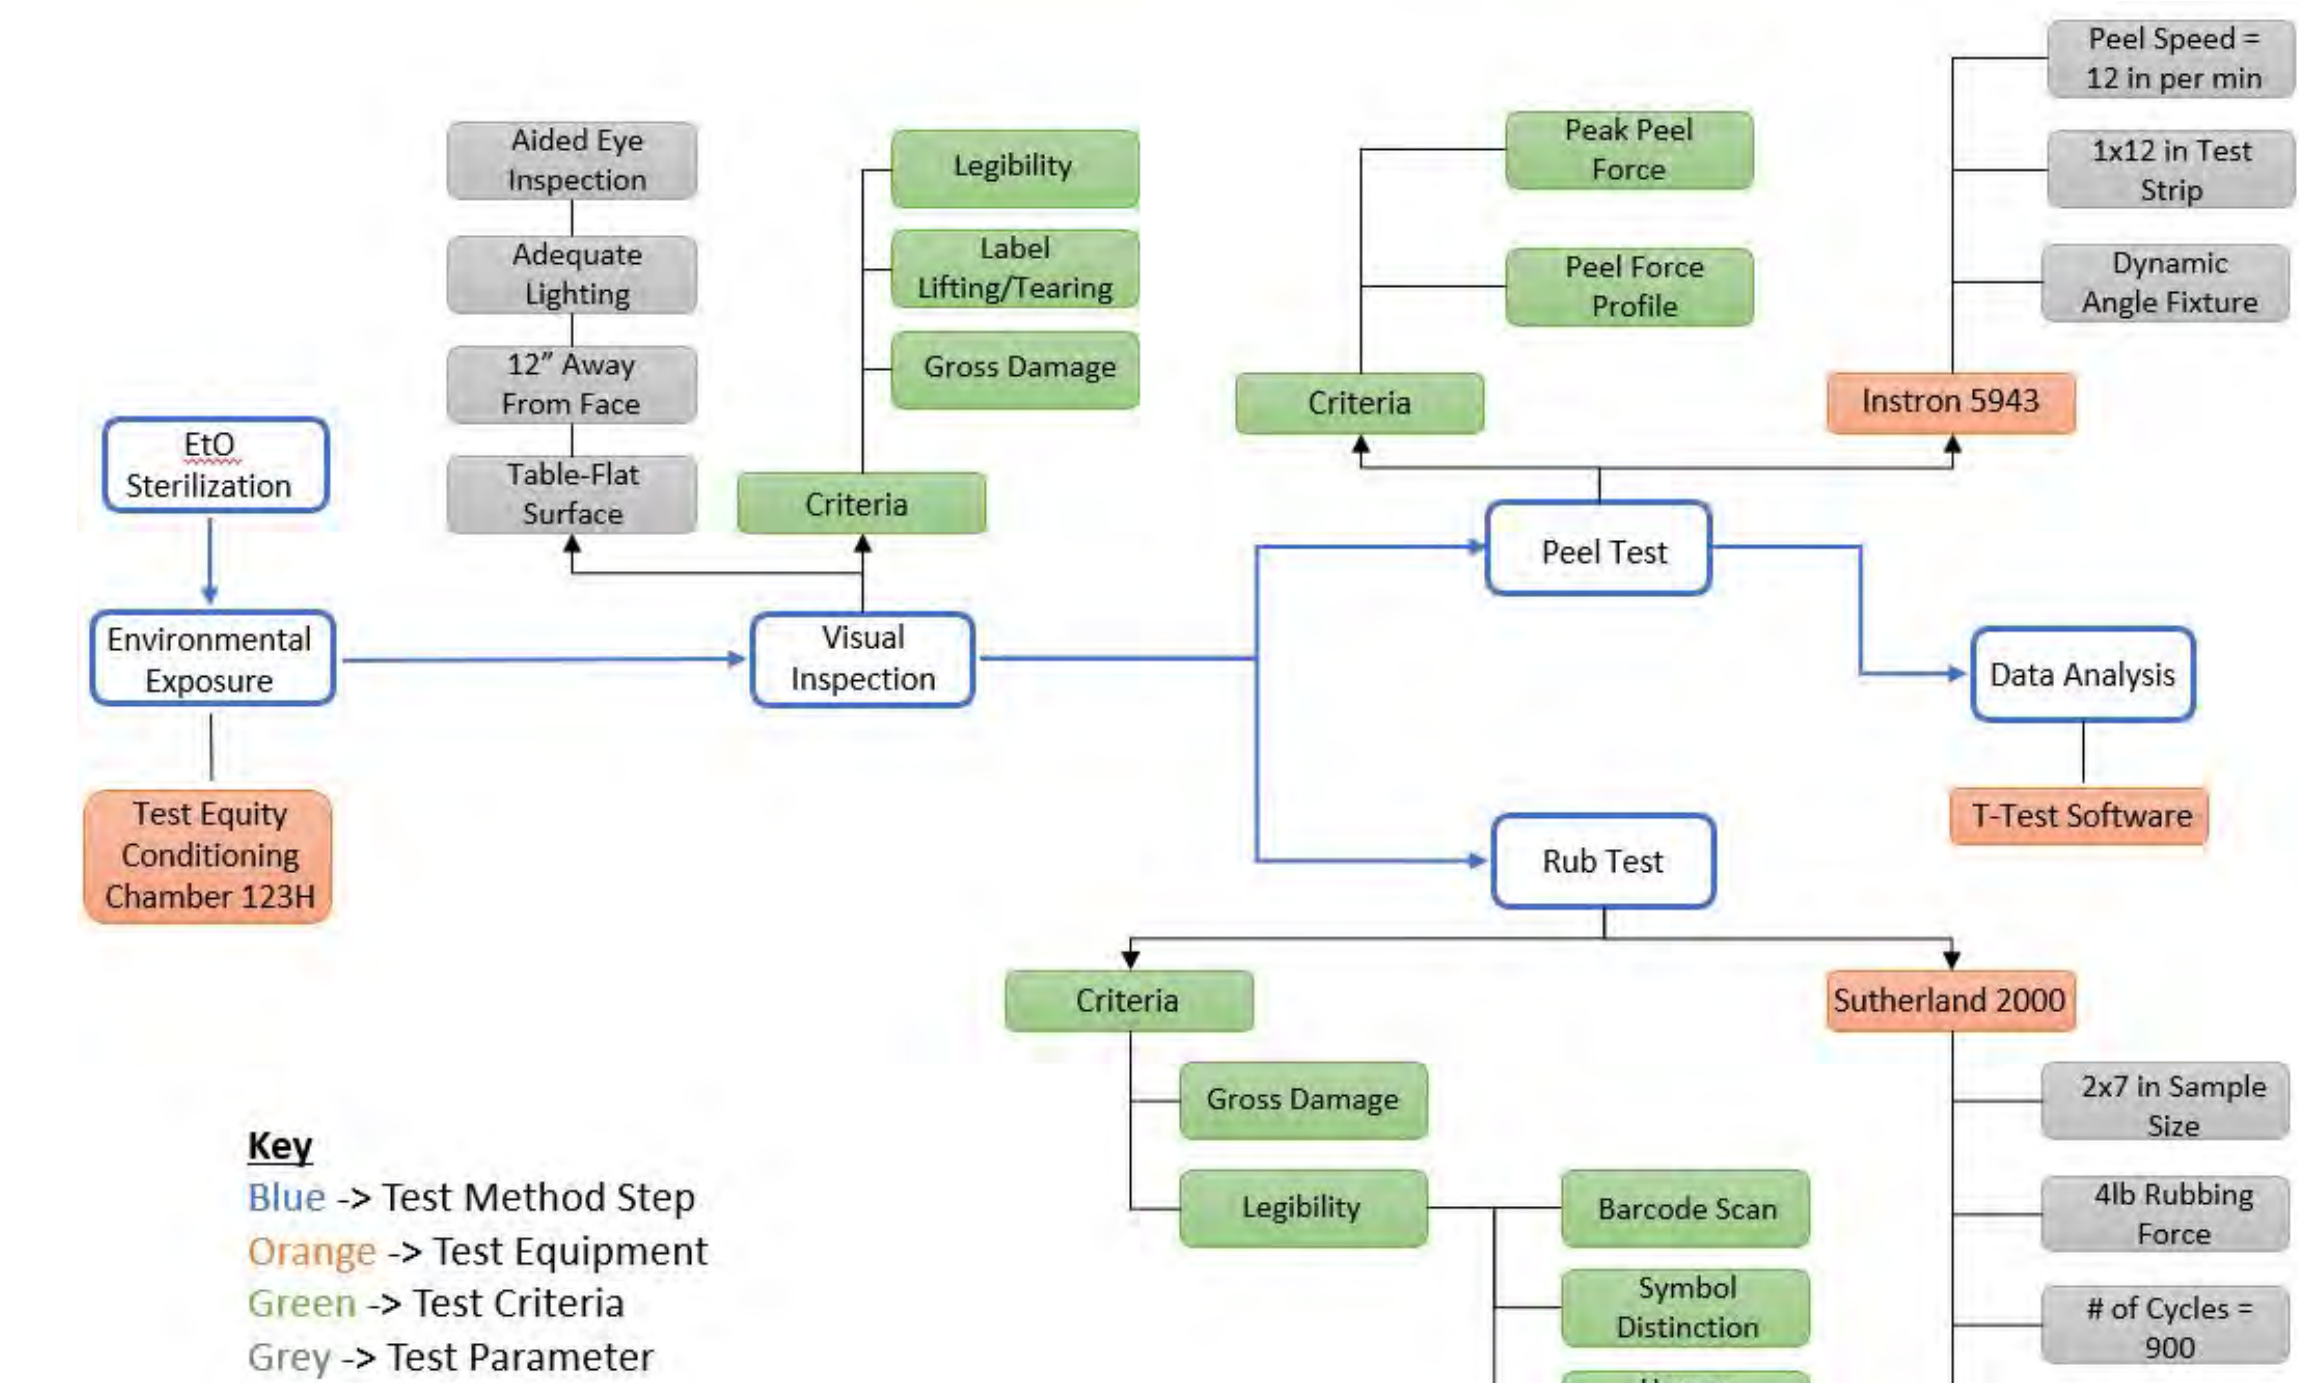 Peel Speed =
12 in per min
1x12 in Test
Strip
Dynamic
Angle Fixture
Peak Peel
Force
Peel Force
Profile
Aided Eye
Inspection
Adequate
Lighting
12” Away
From Face
Table-Flat
Surface
Legibility
Label
Lifting/Tearing
Gross Damage
Criteria
Criteria
Instron 5943
EtO
Sterilization
Environmental
Exposure
Test Equity
Conditioning
Chamber 123H
Visual
Inspection
Peel Test
Data Analysis
T-Test Software
Rub Test
Criteria
Sutherland 2000
Gross Damage
Legibility
Barcode Scan
Symbol
Distinction
2x7 in Sample
Size
4lb Rubbing
Force
# of Cycles =
900
Key
Blue -> Test Method Step
Orange -> Test Equipment
Green -> Test Criteria
Grey -> Test Parameter